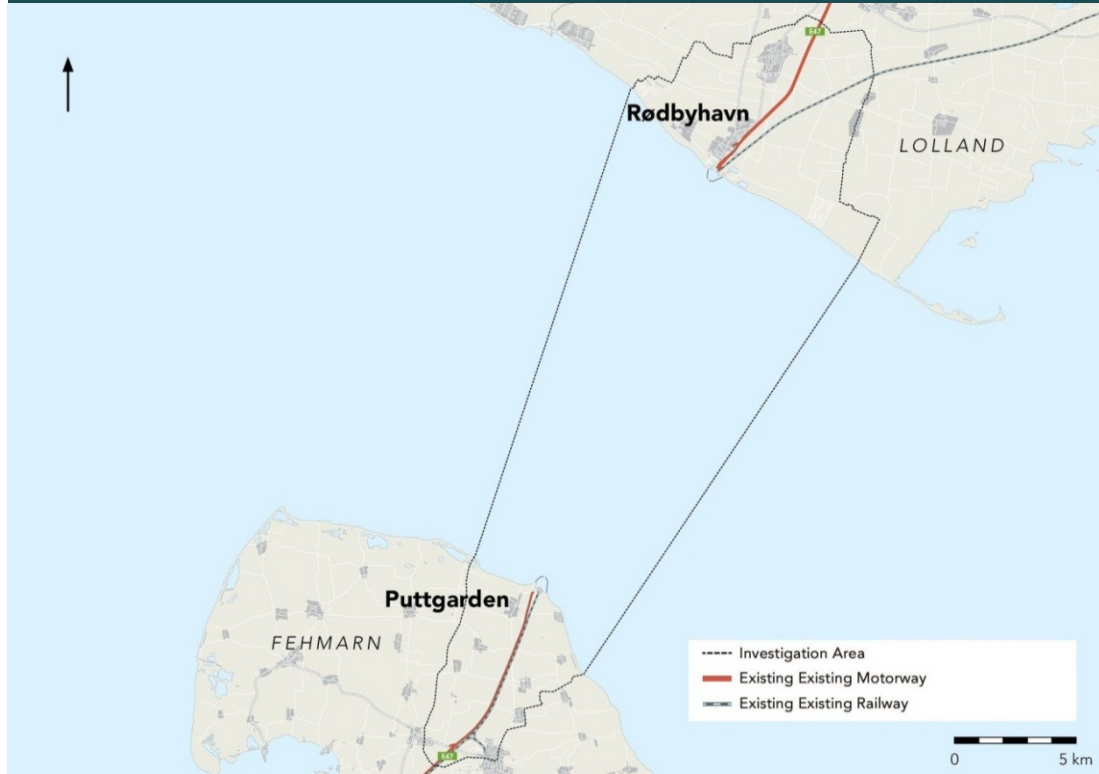 E47
Rødbyhavn
LOLLAND
Puttgarden
FEHMARN
E47
Investigation Area
Existing Existing Motorway
Existing Existing Railway
0 5 km